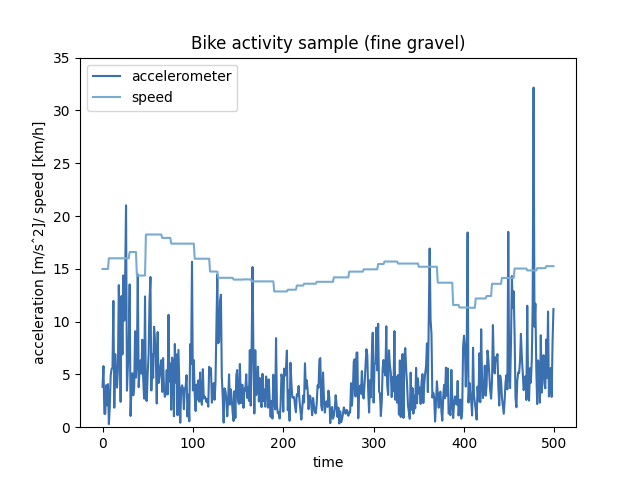 Bike activity sample (fine gravel)
accelerometer
speed
35
30
25
20
15
10
5
0
acceleration [m/s^2]/ speed [km/h]
0 100 200 300 400 500
time